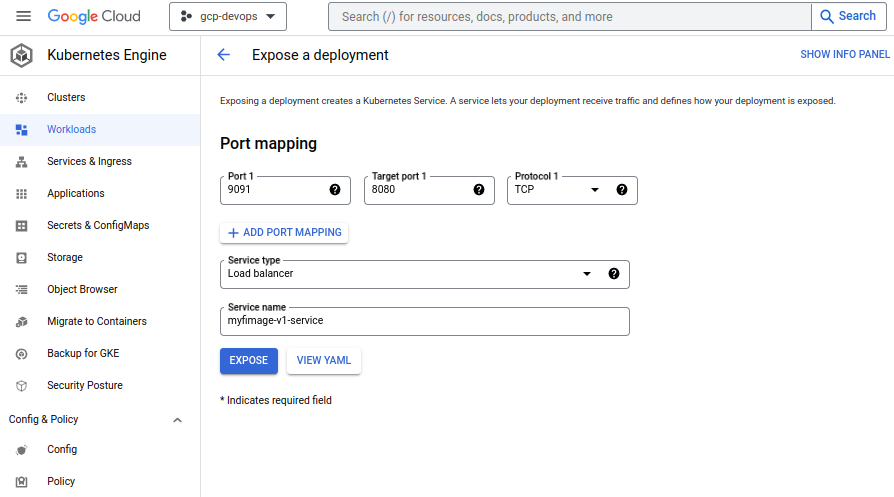 Google Cloud
gcp-devops
Search (/) for resources, docs, products, and more
Search
Kubernetes Engine
Expose a deployment
SHOW INFO PANEL
Clusters
Workloads
Services & Ingress
Applications
Secrets & ConfigMaps
Storage
Object Browser
Migrate to Containers
Backup for GKE
Security Posture
Config & Policy
Config
Policy
Exposing a deployment creates a Kubernetes Service. A service lets your deployment receive traffic and defines how your deployment is exposed.
Port mapping
Port 1
9091
Target port 1
8080
Protocol 1
TCP
+ ADD PORT MAPPING
Service type
Load balancer
Service name
myfimage-v1-service
EXPOSE
VIEW YAML
* Indicates required field